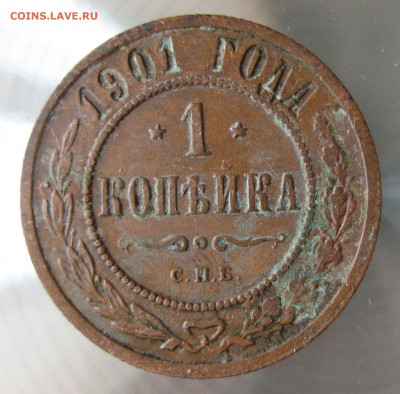 COINS.LAVE.RU
1901 ГОДА
* 1 *
КОПѢЙКА
С.П.Б.